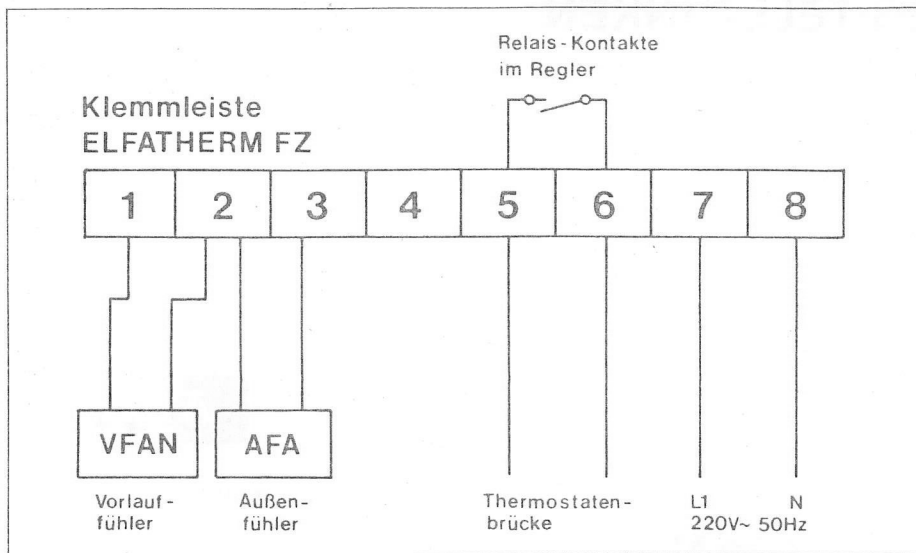 Relais-Kontakte
im Regler
Klemmleiste
ELFATHERM FZ
1 2 3 4 5 6 7 8
VFAN AFA
Vorlauf-
fühler
Außen-
fühler
Thermostaten-
brücke
L1 N
220V~ 50Hz